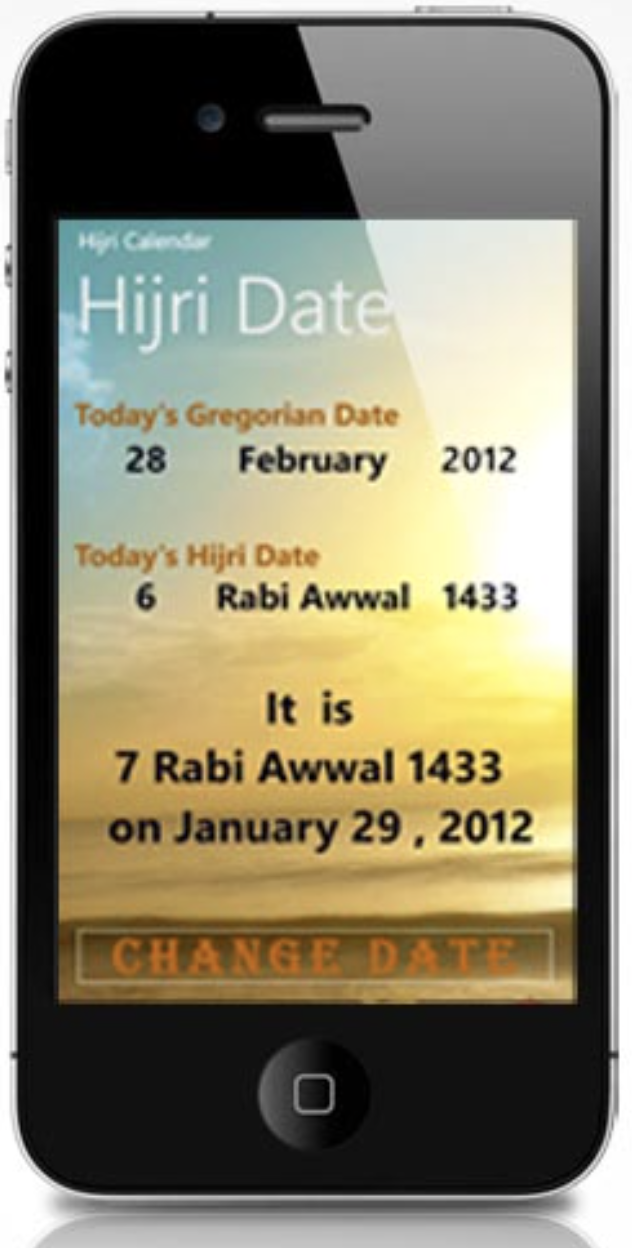 Hijri Calendar
Hijri Date
Today's Gregorian Date
28 February 2012
Today's Hijri Date
6 Rabi Awwal 1433
It is
7 Rabi Awwal 1433
on January 29 , 2012
CHANGE DATE